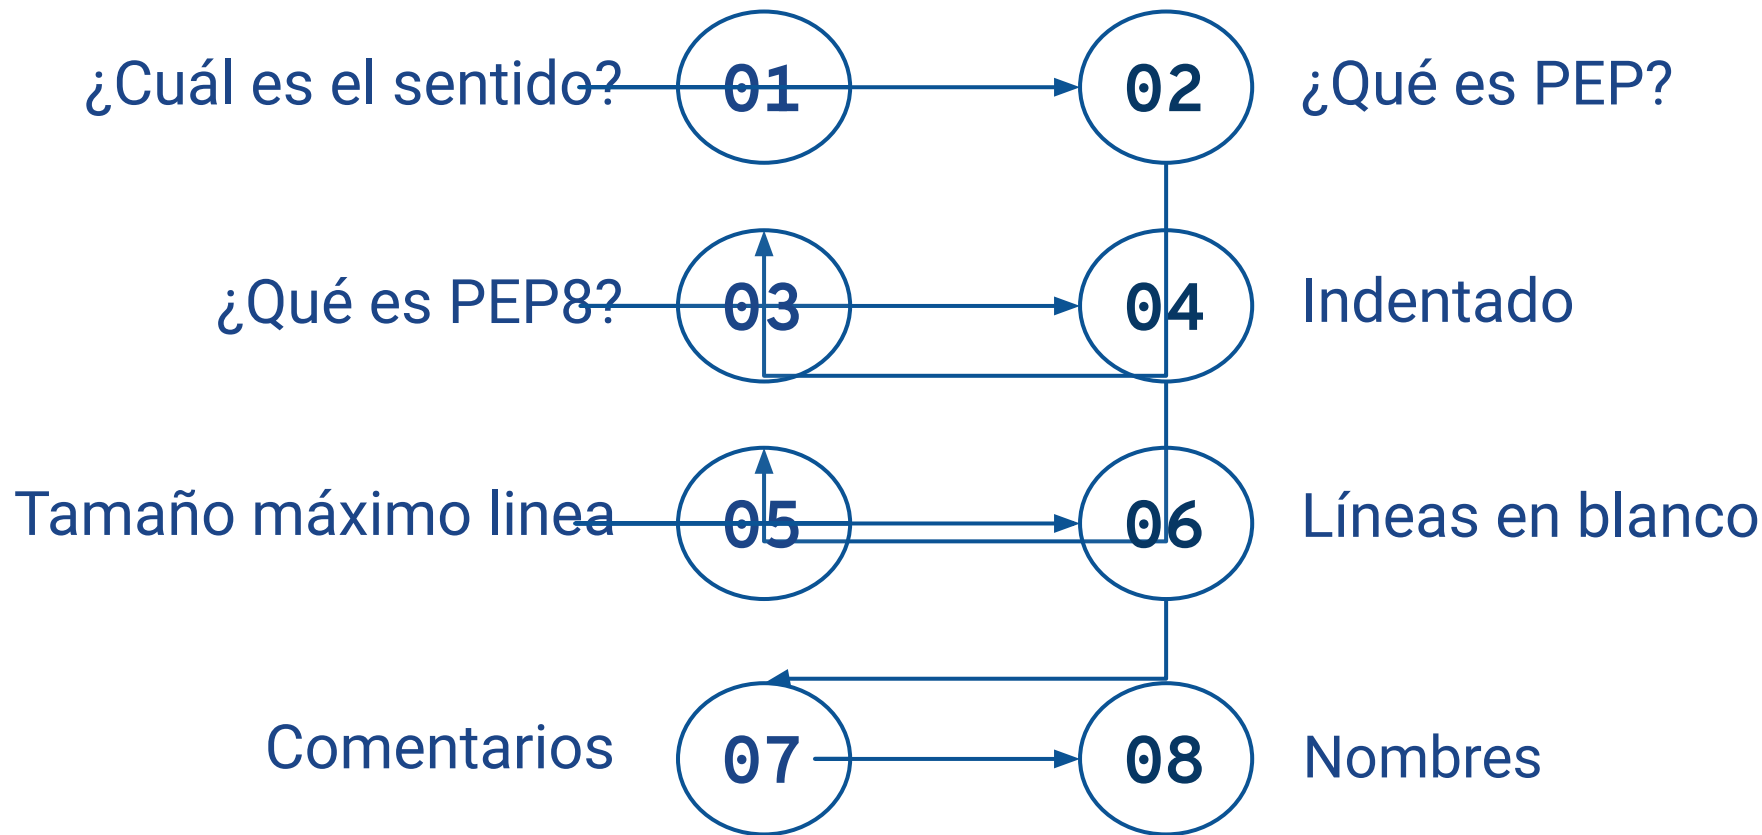 ¿Cuál es el sentido?
01
02
¿Qué es PEP?
¿Qué es PEP8?
03
04
Indentado
Tamaño máximo linea
05
06
Líneas en blanco
Comentarios
07
08
Nombres